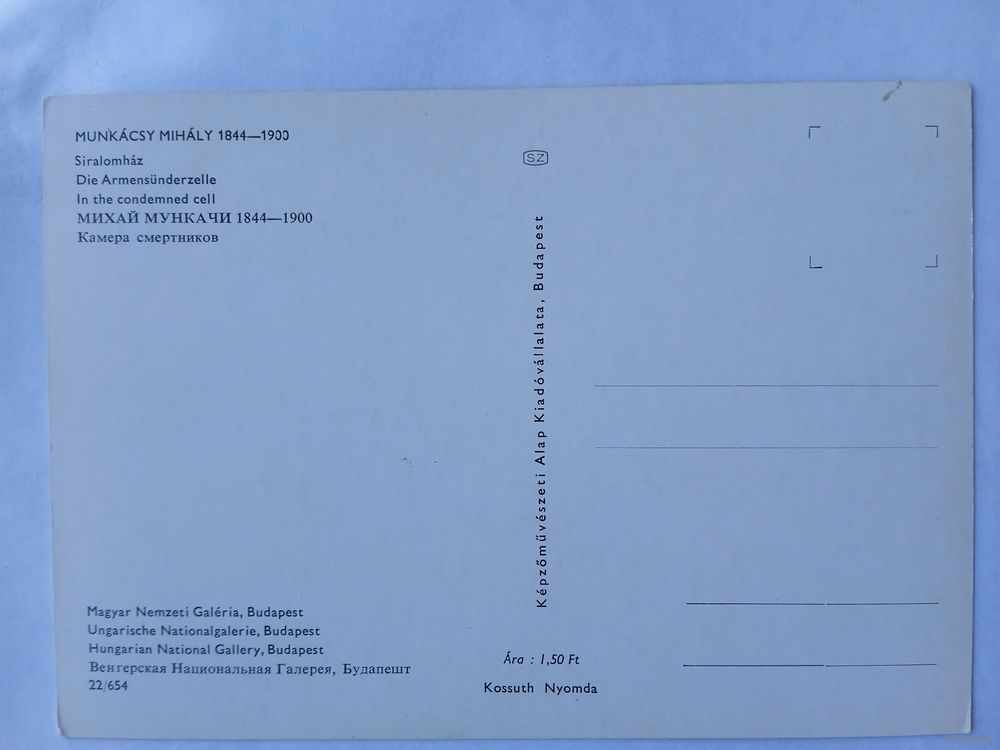 MUNKÁCSY MIHÁLY 1844—1900
Siralomház
Die Armensünderzelle
In the condemned cell
МИХАЙ МУНКАЧИ 1844—1900
Камера смертников
SZ
Képzőművészeti Alap Kiadóvállalata, Budapest
Magyar Nemzeti Galéria, Budapest
Ungarische Nationalgalerie, Budapest
Hungarian National Gallery, Budapest
Венгерская Национальная Галерея, Будапешт
22/654
Ára : 1,50 Ft
Kossuth Nyomda